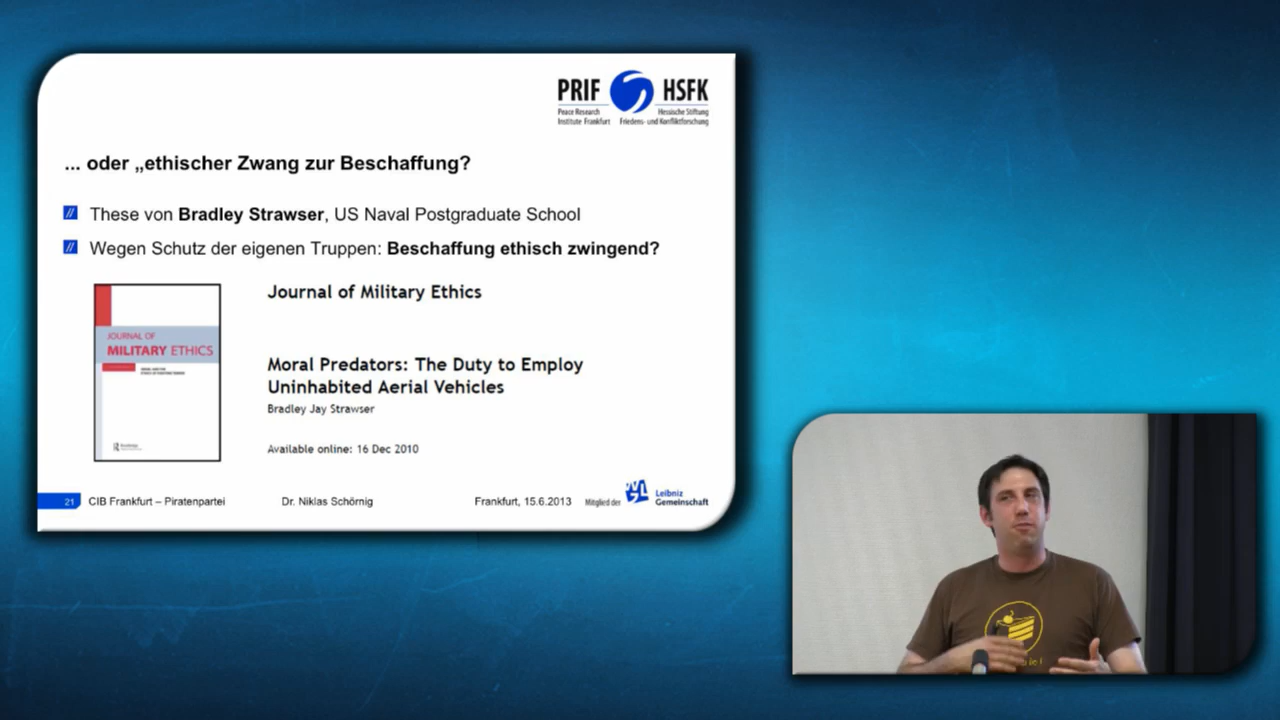 PRIF HSFK
Peace Research Hessische Stiftung
Institute Frankfurt Friedens- und Konfliktforschung
... oder „ethischer Zwang zur Beschaffung?
These von Bradley Strawser, US Naval Postgraduate School
Wegen Schutz der eigenen Truppen: Beschaffung ethisch zwingend?
JOURNAL OF
MILITARY ETHICS
Routledge
Journal of Military Ethics
Moral Predators: The Duty to Employ
Uninhabited Aerial Vehicles
Bradley Jay Strawser
Available online: 16 Dec 2010
21 CIB Frankfurt – Piratenpartei Dr. Niklas Schörnig Frankfurt, 15.6.2013 Mitglied der Leibniz
Gemeinschaft